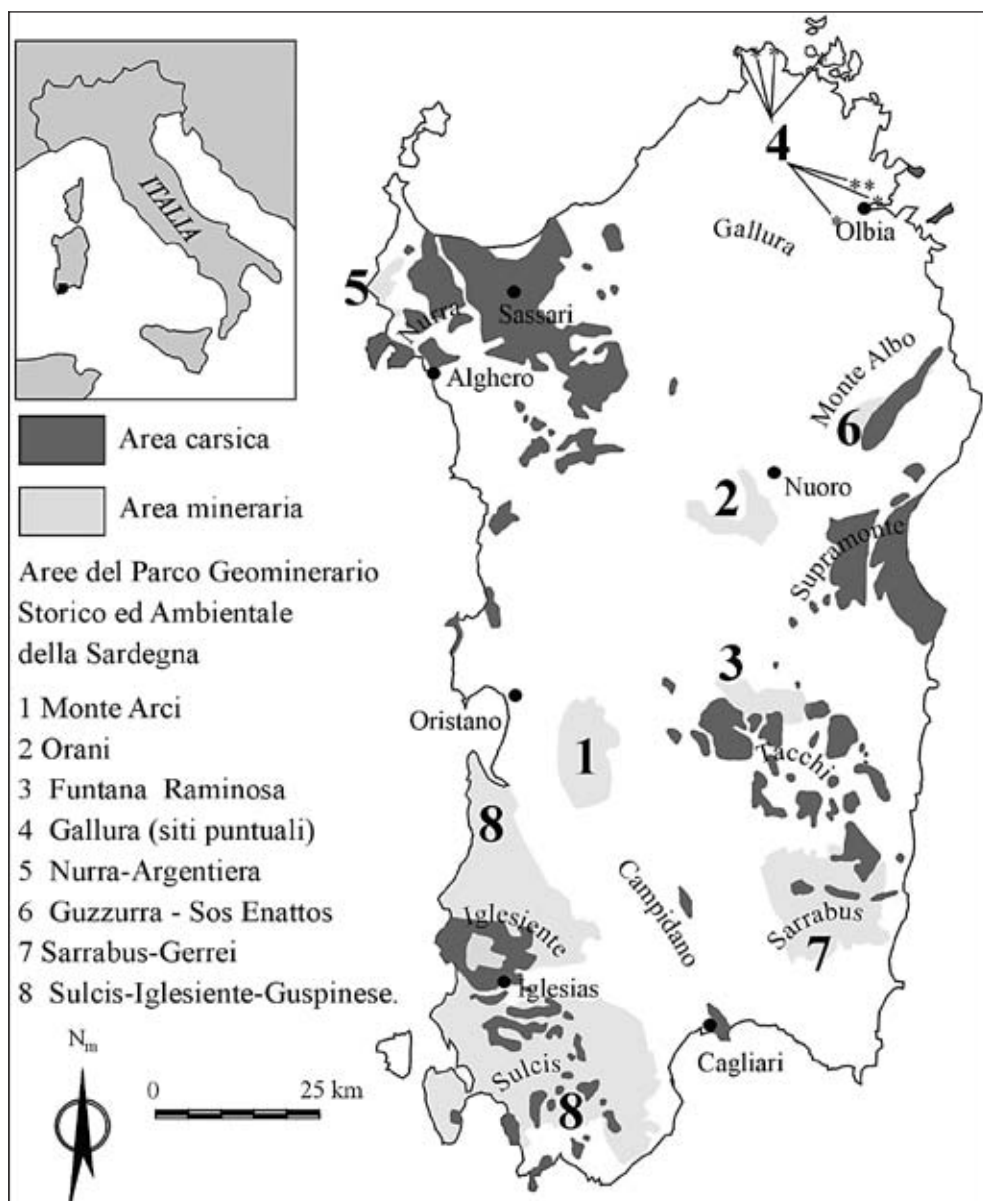 ITALIA
Area carsica
Area mineraria
Aree del Parco Geominerario
Storico ed Ambientale
della Sardegna
1 Monte Arci
2 Orani
3 Funtana Raminosa
4 Gallura (siti puntuali)
5 Nurra-Argentiera
6 Guzzurra - Sos Enattos
7 Sarrabus-Gerrei
8 Sulcis-Iglesiente-Guspinese.
Nm
0 25 km
4
**
*
*
Olbia
Gallura
5
Nurra
Sassari
Alghero
Monte Albo
6
2
Nuoro
Supramonte
3
Oristano
1
Tacchi
8
Campidano
Iglesiente
Sarrabus
7
Iglesias
Cagliari
Sulcis
8